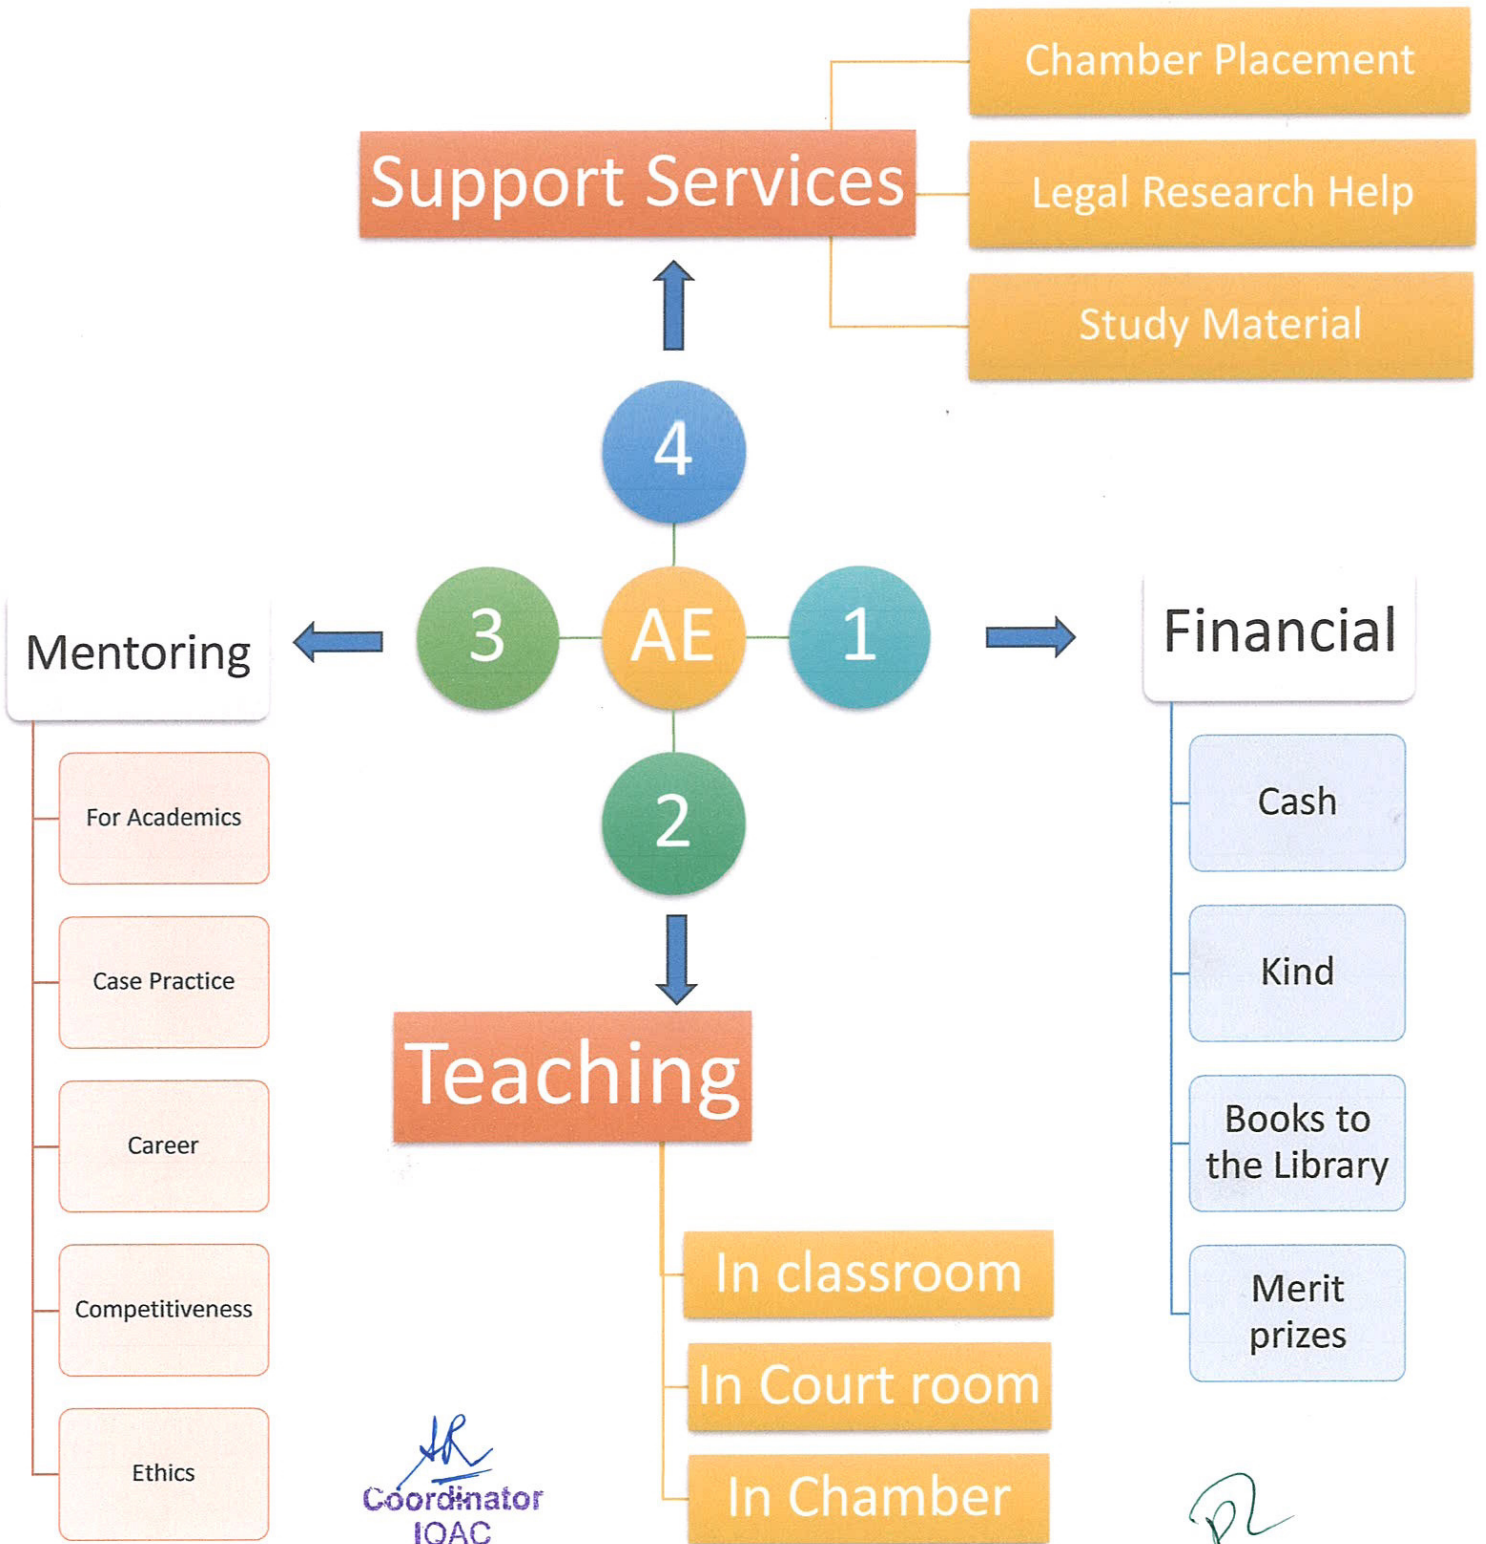 Chamber Placement
Support Services
Legal Research Help
Study Material
4
Mentoring
3
AE
1
Financial
2
For Academics
Case Practice
Career
Competitiveness
Ethics
Teaching
In classroom
In Court room
In Chamber
Cash
Kind
Books to
the Library
Merit
prizes
Coordinator
IQAC